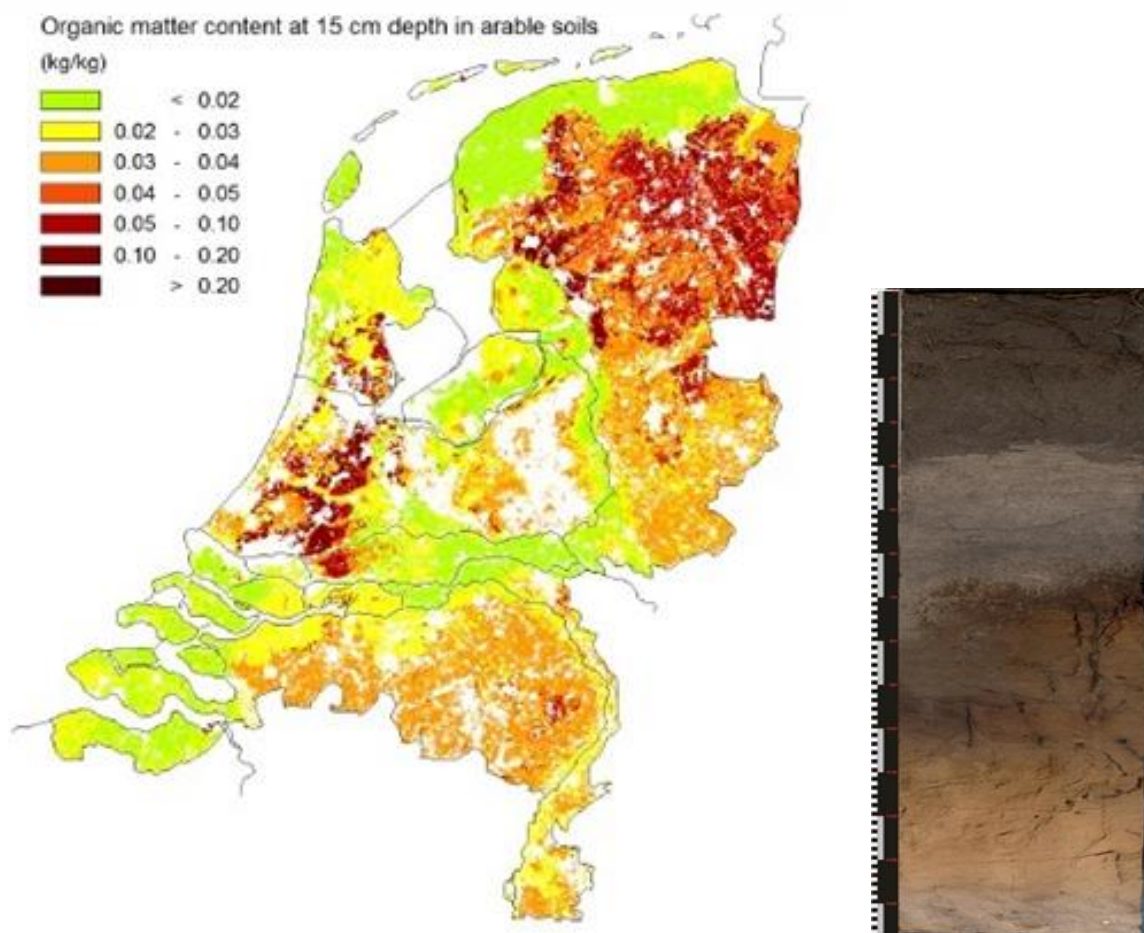 Organic matter content at 15 cm depth in arable soils
(kg/kg)
< 0.02
0.02 - 0.03
0.03 - 0.04
0.04 - 0.05
0.05 - 0.10
0.10 - 0.20
> 0.20